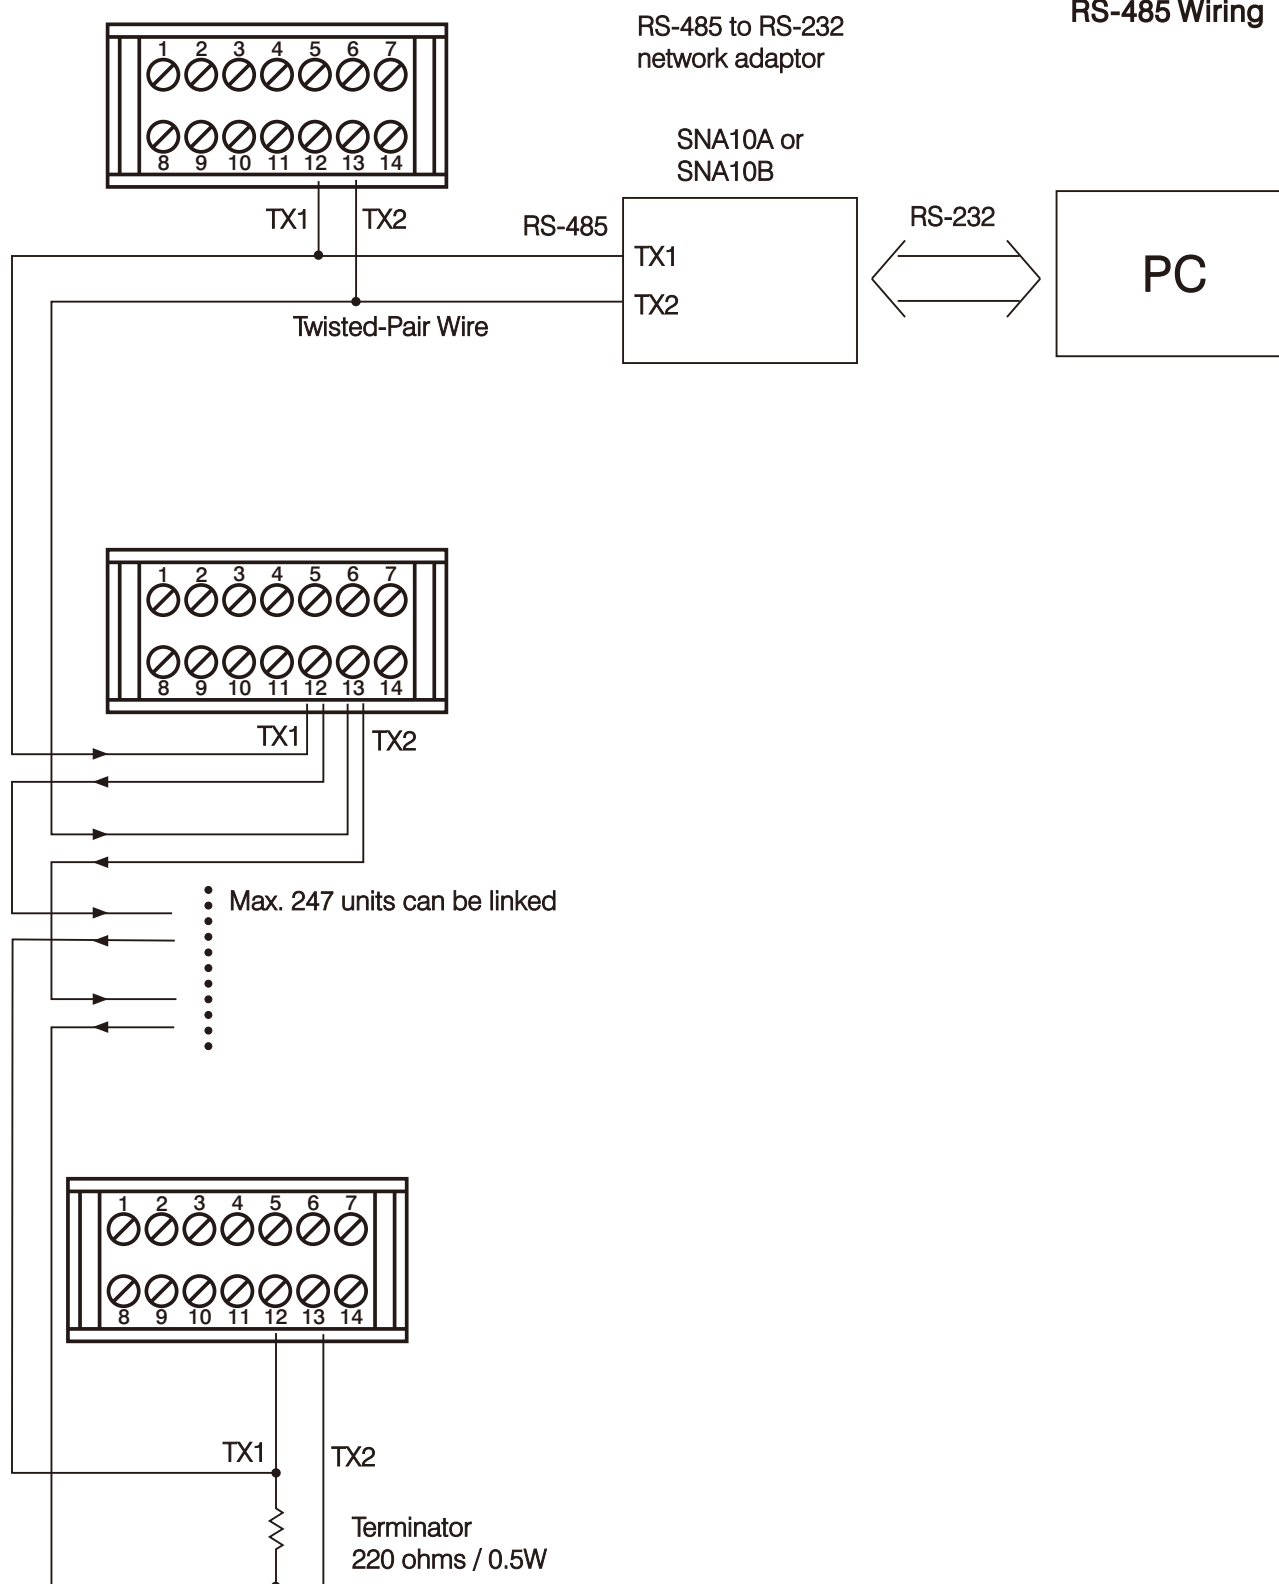 RS-485 Wiring
RS-485 to RS-232
network adaptor
1 2 3 4 5 6 7
8 9 10 11 12 13 14
SNA10A or
SNA10B
TX1 TX2
RS-485
TX1
TX2
RS-232
PC
Twisted-Pair Wire
1 2 3 4 5 6 7
8 9 10 11 12 13 14
TX1 TX2
Max. 247 units can be linked
1 2 3 4 5 6 7
8 9 10 11 12 13 14
TX1 TX2
Terminator
220 ohms / 0.5W